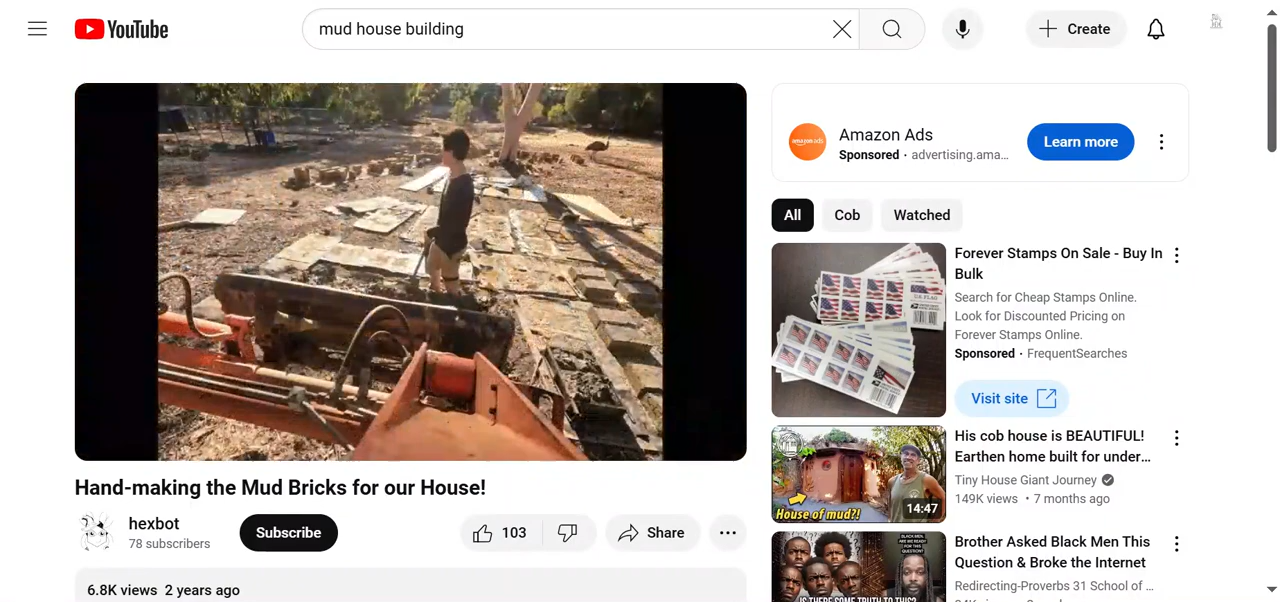 YouTube
mud house building
Create
Amazon Ads
Sponsored · advertising.ama...
Learn more
All
Cob
Watched
Forever Stamps On Sale - Buy In
Bulk
Search for Cheap Stamps Online.
Look for Discounted Pricing on
Forever Stamps Online.
Sponsored · FrequentSearches
Visit site
House of mud?!
14:47
His cob house is BEAUTIFUL!
Earthen home built for under...
Tiny House Giant Journey
149K views • 7 months ago
Hand-making the Mud Bricks for our House!
hexbot
78 subscribers
Subscribe
103
Share
6.8K views 2 years ago
Brother Asked Black Men This
Question & Broke the Internet
Redirecting-Proverbs 31 School of ...